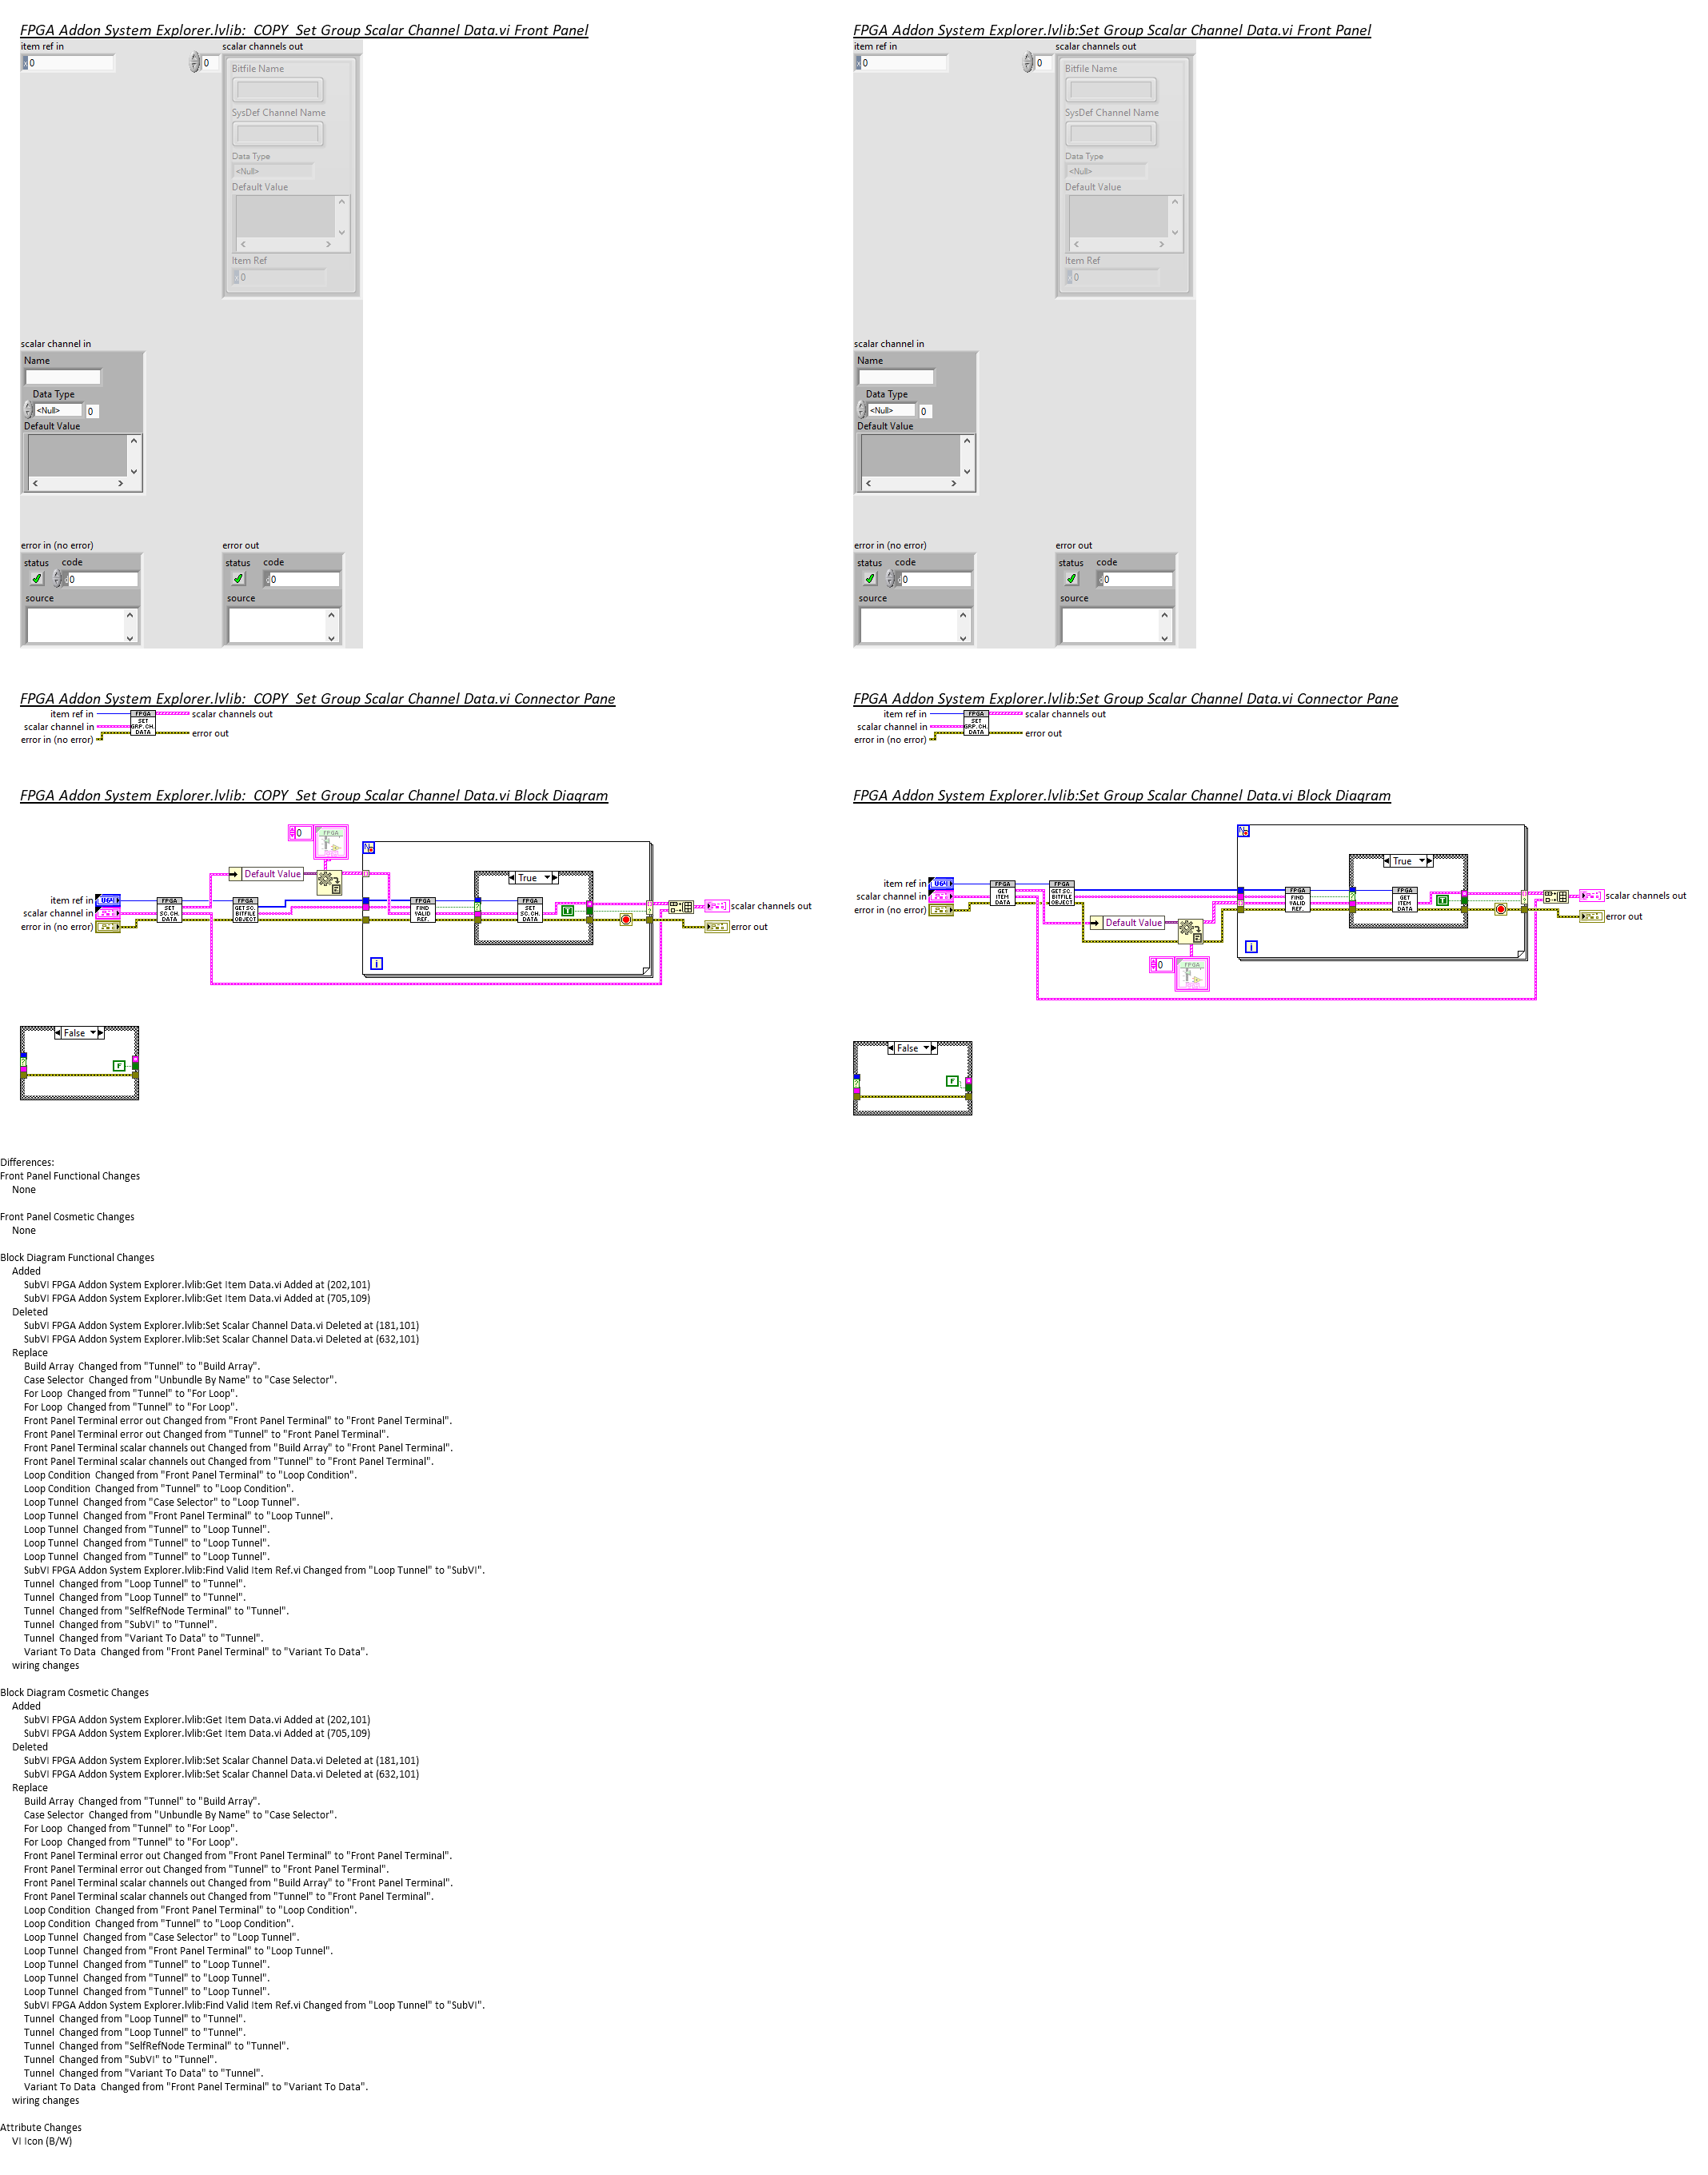 FPGA Addon System Explorer.lvlib:  COPY  Set Group Scalar Channel Data.vi Front Panel
item ref in
0
0
scalar channels out
Bitfile Name
SysDef Channel Name
Data Type
<Null>
Default Value
Item Ref
0
scalar channel in
Name
Data Type
<Null>
0
Default Value
error in (no error)
status code
0
source
error out
status code
0
source
FPGA Addon System Explorer.lvlib:Set Group Scalar Channel Data.vi Front Panel
item ref in
0
0
scalar channels out
Bitfile Name
SysDef Channel Name
Data Type
<Null>
Default Value
Item Ref
0
scalar channel in
Name
Data Type
<Null>
0
Default Value
error in (no error)
status code
0
source
error out
status code
0
source
FPGA Addon System Explorer.lvlib:  COPY  Set Group Scalar Channel Data.vi Connector Pane
item ref in
scalar channel in
error in (no error)
FPGA
SET
GRP.CH.
DATA
scalar channels out
error out
FPGA Addon System Explorer.lvlib:Set Group Scalar Channel Data.vi Connector Pane
item ref in
scalar channel in
error in (no error)
FPGA
SET
GRP.CH.
DATA
scalar channels out
error out
FPGA Addon System Explorer.lvlib:  COPY  Set Group Scalar Channel Data.vi Block Diagram
0
FPGA
N
Default Value
True
item ref in
scalar channel in
error in (no error)
U64
FPGA
SET
SC.CH.
DATA
FPGA
GET SC.
BITFILE
OBJECT
FPGA
FIND
VALID
REF.
FPGA
SET
SC.CH.
DATA
T
i
scalar channels out
error out
False
F
FPGA Addon System Explorer.lvlib:Set Group Scalar Channel Data.vi Block Diagram
N
True
item ref in
scalar channel in
error in (no error)
U64
FPGA
GET
ITEM
DATA
FPGA
GET SC.
BITFILE
OBJECT
FPGA
FIND
VALID
REF.
FPGA
GET
ITEM
DATA
T
Default Value
0
FPGA
i
scalar channels out
error out
False
F
Differences:
Front Panel Functional Changes
None
Front Panel Cosmetic Changes
None
Block Diagram Functional Changes
Added
SubVI FPGA Addon System Explorer.lvlib:Get Item Data.vi Added at (202,101)
SubVI FPGA Addon System Explorer.lvlib:Get Item Data.vi Added at (705,109)
Deleted
SubVI FPGA Addon System Explorer.lvlib:Set Scalar Channel Data.vi Deleted at (181,101)
SubVI FPGA Addon System Explorer.lvlib:Set Scalar Channel Data.vi Deleted at (632,101)
Replace
Build Array  Changed from "Tunnel" to "Build Array".
Case Selector  Changed from "Unbundle By Name" to "Case Selector".
For Loop  Changed from "Tunnel" to "For Loop".
For Loop  Changed from "Tunnel" to "For Loop".
Front Panel Terminal error out Changed from "Front Panel Terminal" to "Front Panel Terminal".
Front Panel Terminal error out Changed from "Tunnel" to "Front Panel Terminal".
Front Panel Terminal scalar channels out Changed from "Build Array" to "Front Panel Terminal".
Front Panel Terminal scalar channels out Changed from "Tunnel" to "Front Panel Terminal".
Loop Condition  Changed from "Front Panel Terminal" to "Loop Condition".
Loop Condition  Changed from "Tunnel" to "Loop Condition".
Loop Tunnel  Changed from "Case Selector" to "Loop Tunnel".
Loop Tunnel  Changed from "Front Panel Terminal" to "Loop Tunnel".
Loop Tunnel  Changed from "Tunnel" to "Loop Tunnel".
Loop Tunnel  Changed from "Tunnel" to "Loop Tunnel".
Loop Tunnel  Changed from "Tunnel" to "Loop Tunnel".
SubVI FPGA Addon System Explorer.lvlib:Find Valid Item Ref.vi Changed from "Loop Tunnel" to "SubVI".
Tunnel  Changed from "Loop Tunnel" to "Tunnel".
Tunnel  Changed from "Loop Tunnel" to "Tunnel".
Tunnel  Changed from "SelfRefNode Terminal" to "Tunnel".
Tunnel  Changed from "SubVI" to "Tunnel".
Tunnel  Changed from "Variant To Data" to "Tunnel".
Variant To Data  Changed from "Front Panel Terminal" to "Variant To Data".
wiring changes
Block Diagram Cosmetic Changes
Added
SubVI FPGA Addon System Explorer.lvlib:Get Item Data.vi Added at (202,101)
SubVI FPGA Addon System Explorer.lvlib:Get Item Data.vi Added at (705,109)
Deleted
SubVI FPGA Addon System Explorer.lvlib:Set Scalar Channel Data.vi Deleted at (181,101)
SubVI FPGA Addon System Explorer.lvlib:Set Scalar Channel Data.vi Deleted at (632,101)
Replace
Build Array  Changed from "Tunnel" to "Build Array".
Case Selector  Changed from "Unbundle By Name" to "Case Selector".
For Loop  Changed from "Tunnel" to "For Loop".
For Loop  Changed from "Tunnel" to "For Loop".
Front Panel Terminal error out Changed from "Front Panel Terminal" to "Front Panel Terminal".
Front Panel Terminal error out Changed from "Tunnel" to "Front Panel Terminal".
Front Panel Terminal scalar channels out Changed from "Build Array" to "Front Panel Terminal".
Front Panel Terminal scalar channels out Changed from "Tunnel" to "Front Panel Terminal".
Loop Condition  Changed from "Front Panel Terminal" to "Loop Condition".
Loop Condition  Changed from "Tunnel" to "Loop Condition".
Loop Tunnel  Changed from "Case Selector" to "Loop Tunnel".
Loop Tunnel  Changed from "Front Panel Terminal" to "Loop Tunnel".
Loop Tunnel  Changed from "Tunnel" to "Loop Tunnel".
Loop Tunnel  Changed from "Tunnel" to "Loop Tunnel".
Loop Tunnel  Changed from "Tunnel" to "Loop Tunnel".
SubVI FPGA Addon System Explorer.lvlib:Find Valid Item Ref.vi Changed from "Loop Tunnel" to "SubVI".
Tunnel  Changed from "Loop Tunnel" to "Tunnel".
Tunnel  Changed from "Loop Tunnel" to "Tunnel".
Tunnel  Changed from "SelfRefNode Terminal" to "Tunnel".
Tunnel  Changed from "SubVI" to "Tunnel".
Tunnel  Changed from "Variant To Data" to "Tunnel".
Variant To Data  Changed from "Front Panel Terminal" to "Variant To Data".
wiring changes
Attribute Changes
VI Icon (B/W)